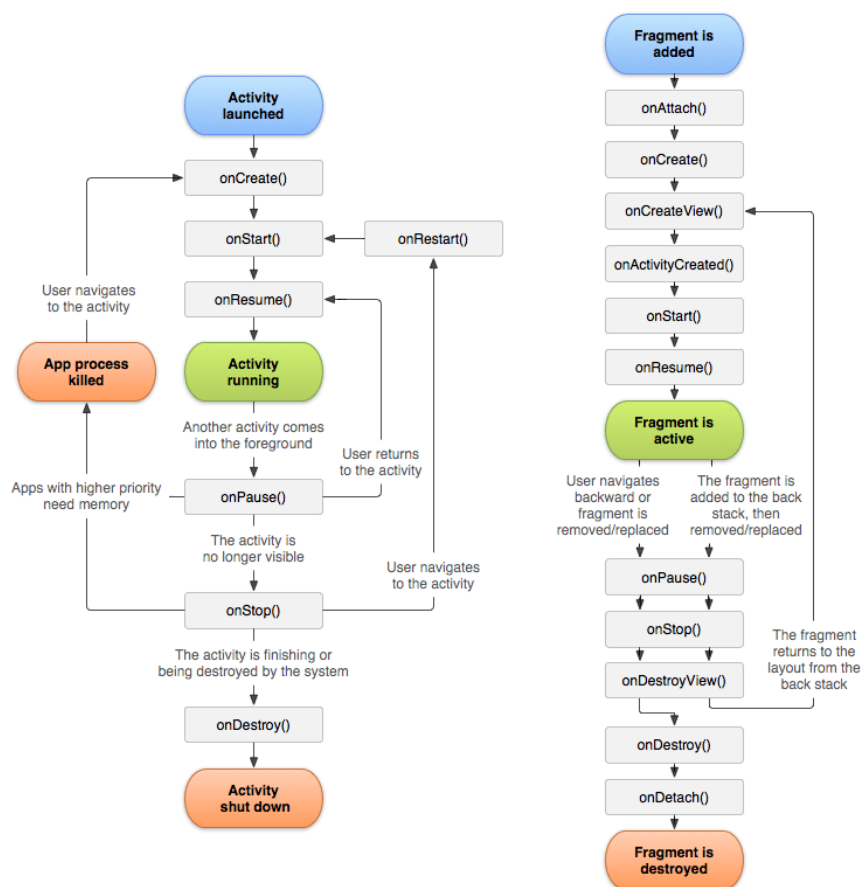 Activity
launched
onCreate()
onStart()
onRestart()
User navigates
to the activity
onResume()
App process
killed
Activity
running
Another activity comes
into the foreground
User returns
to the activity
Apps with higher priority
need memory
onPause()
The activity is
no longer visible
User navigates
to the activity
onStop()
The activity is finishing or
being destroyed by the system
onDestroy()
Activity
shut down
Fragment is
added
onAttach()
onCreate()
onCreateView()
onActivityCreated()
onStart()
onResume()
Fragment is
active
User navigates
backward or
fragment is
removed/replaced
The fragment is
added to the back
stack, then
removed/replaced
onPause()
onStop()
onDestroyView()
The fragment
returns to the
layout from the
back stack
onDestroy()
onDetach()
Fragment is
destroyed